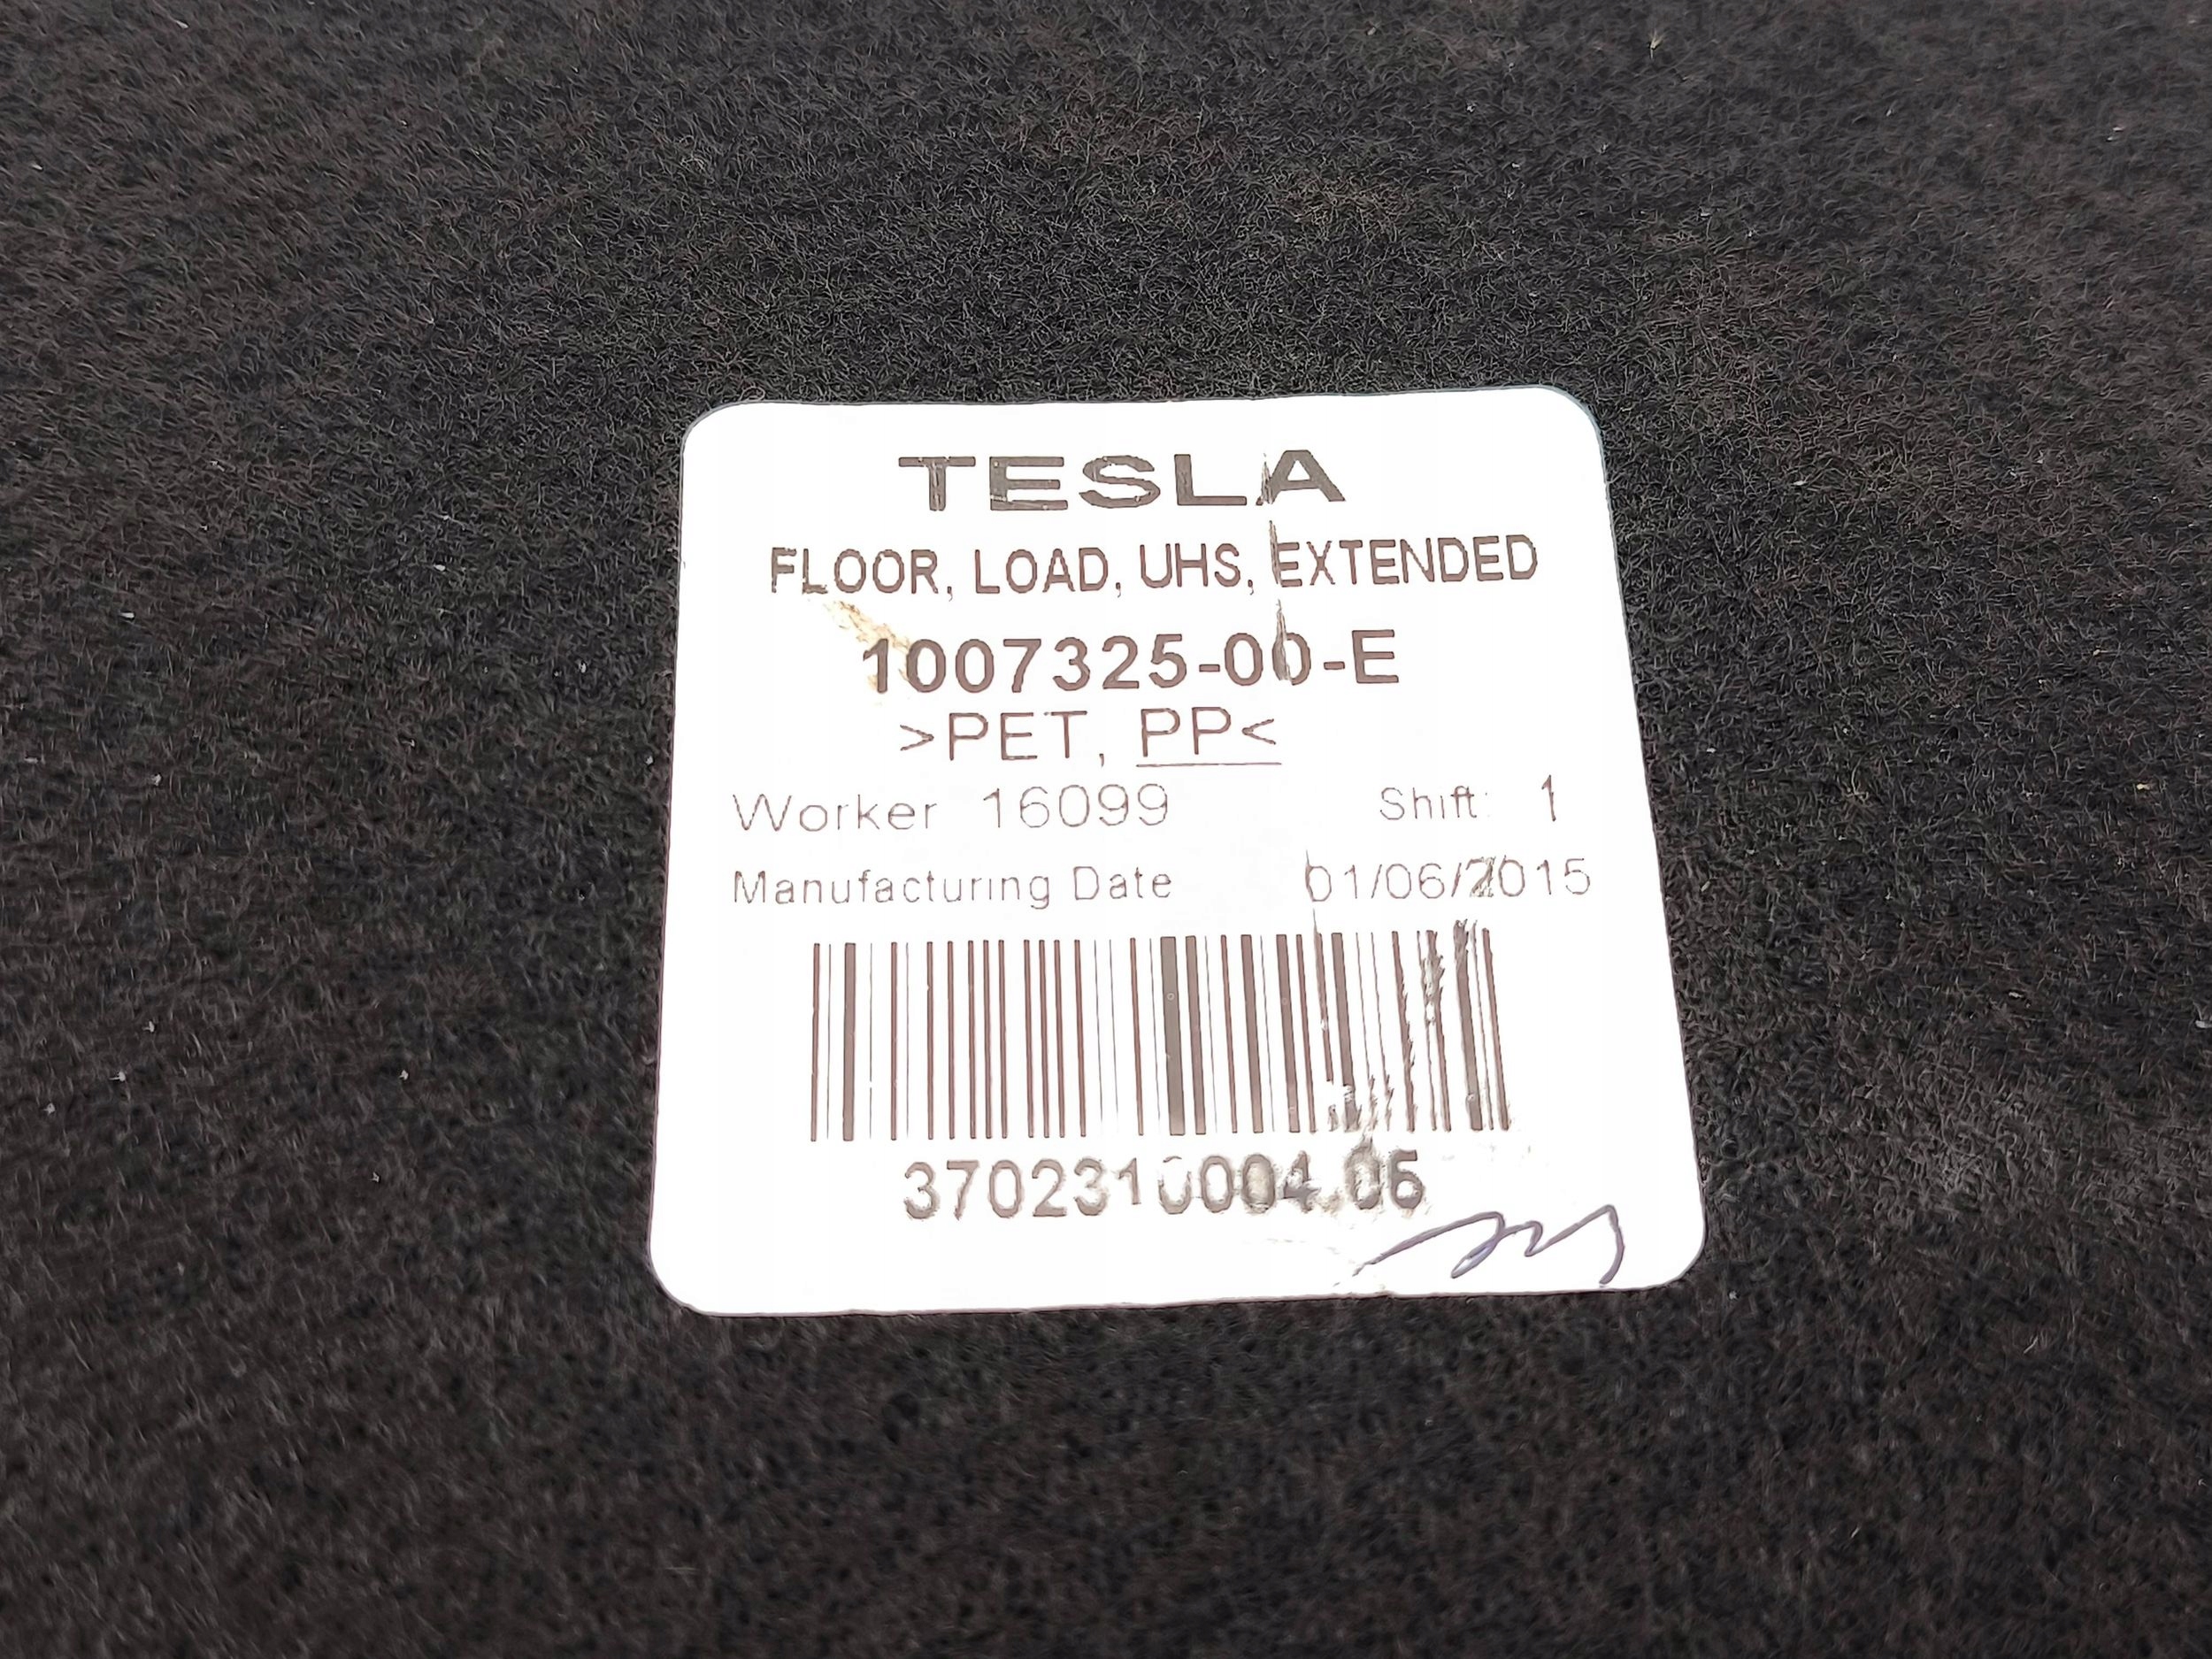 TESLA
FLOOR, LOAD, UHS, EXTENDED
1007325-00-E
>PET, PP<
Worker 16099 Shift: 1
Manufacturing Date 01/06/2015